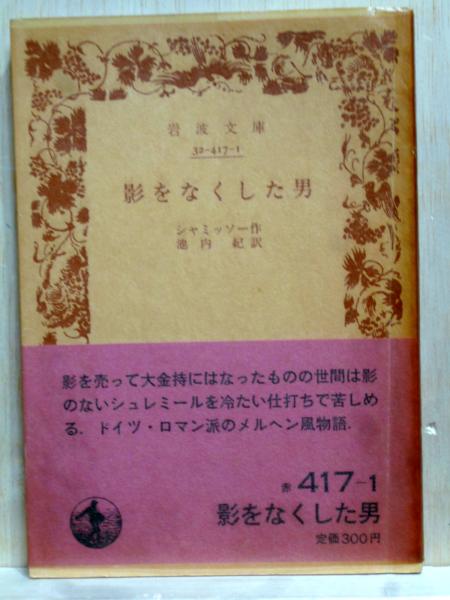 岩波文庫
32-417-1
影をなくした男
シャミッソー作
池内 紀訳
影を売って大金持にはなったものの世間は影
のないシュレミールを冷たい仕打ちで苦しめ
る．ドイツ・ロマン派のメルヘン風物語．
赤 417-1
影をなくした男
定価300円